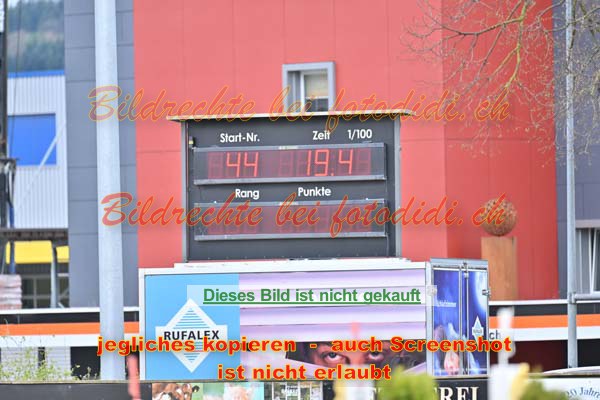 Bildrechte bei fotodidi.ch
Start-Nr. Zeit 1/100
44 19.4
Rang Punkte
Bildrechte bei fotodidi.ch
Dieses Bild ist nicht gekauft
RUFALEX
ch
jegliches kopieren - auch Screenshot
ist nicht erlaubt